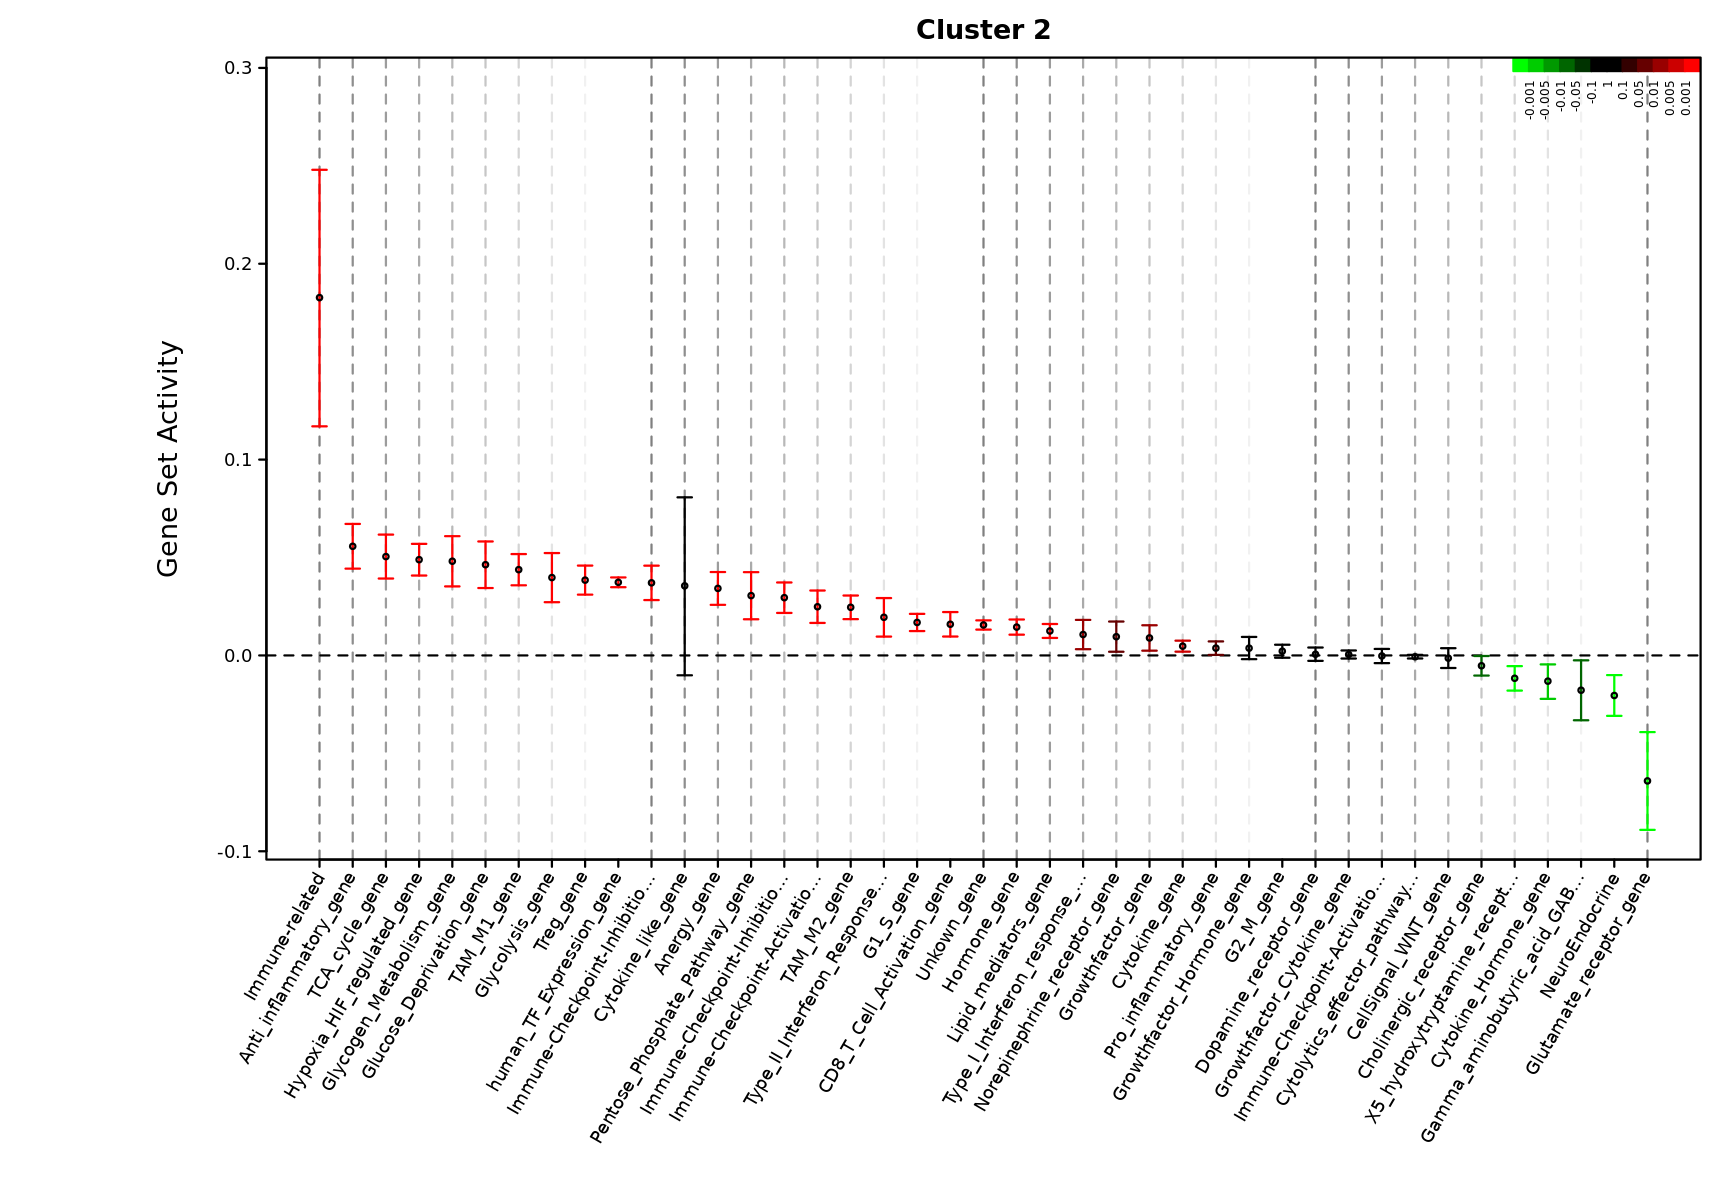 Cluster 2
Gene Set Activity
0.3
0.2
0.1
0.0
-0.1
-0.001
-0.005
-0.01
-0.05
-0.1
1
0.1
0.05
0.01
0.005
0.001
Immune-related
Anti_inflammatory_gene
TCA_cycle_gene
Hypoxia_HIF_regulated_gene
Glycogen_Metabolism_gene
Glucose_Deprivation_gene
TAM_M1_gene
Glycolysis_gene
Treg_gene
human_TF_Expression_gene
Immune-Checkpoint-Inhibitio...
Cytokine_like_gene
Anergy_gene
Pentose_Phosphate_Pathway_gene
Immune-Checkpoint-Inhibitio...
Immune-Checkpoint-Activatio...
TAM_M2_gene
Type_II_Interferon_Response...
G1_S_gene
CD8_T_Cell_Activation_gene
Unkown_gene
Hormone_gene
Lipid_mediators_gene
Type_I_Interferon_response_...
Norepinephrine_receptor_gene
Growthfactor_gene
Cytokine_gene
Pro_inflammatory_gene
Growthfactor_Hormone_gene
G2_M_gene
Dopamine_receptor_gene
Growthfactor_Cytokine_gene
Immune-Checkpoint-Activatio...
Cytolytics_effector_pathway...
CellSignal_WNT_gene
Cholinergic_receptor_gene
X5_hydroxytryptamine_recept...
Cytokine_Hormone_gene
Gamma_aminobutyric_acid_GAB...
NeuroEndocrine
Glutamate_receptor_gene